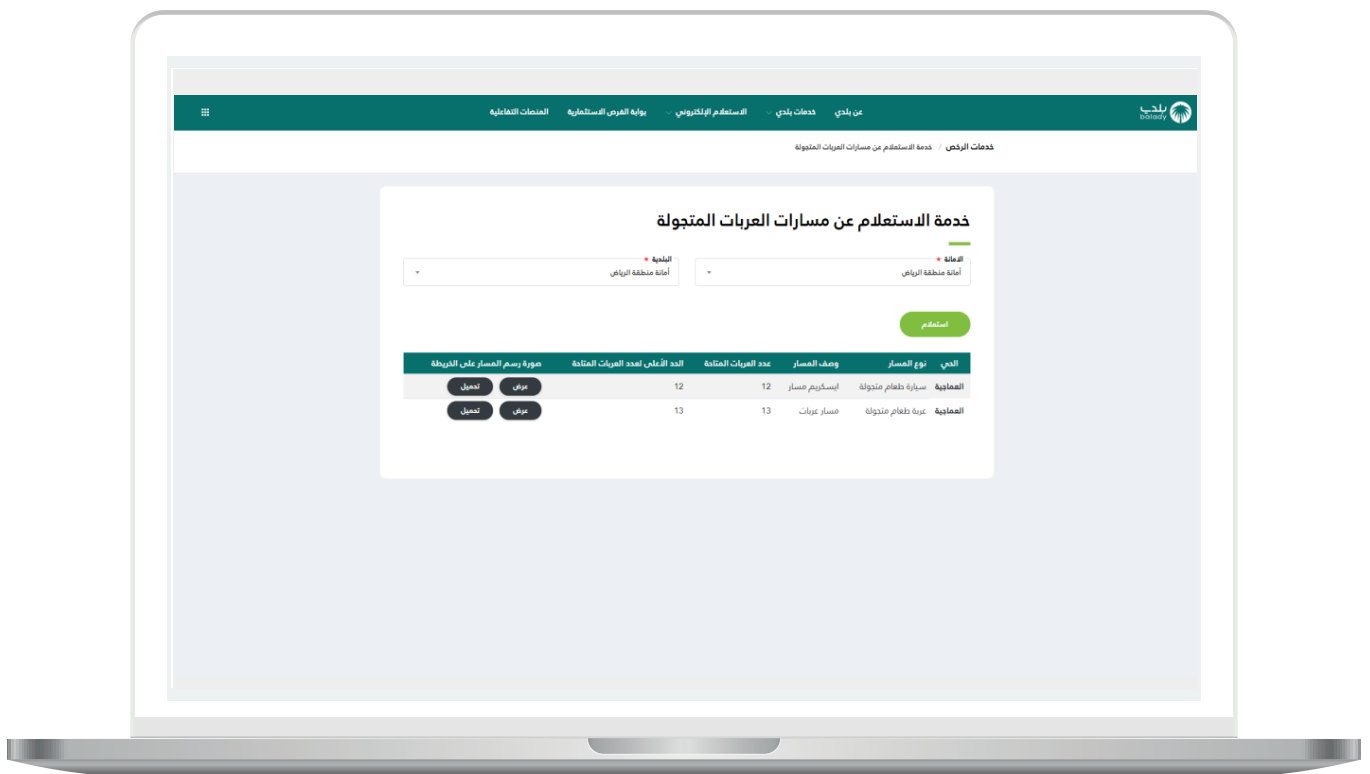 بلدي
balady
عن بلدي خدمات بلدي الاستعلام الإلكتروني بوابة الفرص الاستثمارية المنصات التفاعلية
خدمات الرخص / خدمة الاستعلام عن مسارات العربات المتجولة
خدمة الاستعلام عن مسارات العربات المتجولة
الامانة * البلدية *
أمانة منطقة الرياض أمانة منطقة الرياض
استعلام
الحي نوع المسار وصف المسار عدد العربات المتاحة الحد الأعلى لعدد العربات المتاحة صورة رسم المسار على الخريطة
العماجية سيارة طعام متجولة ايسكريم مسار 12 12 عرض تحميل
العماجية عربة طعام متجولة مسار عربات 13 13 عرض تحميل